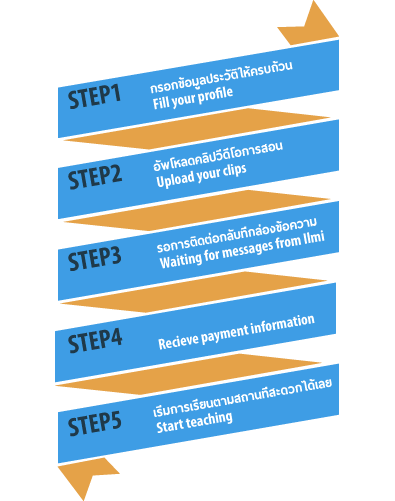 STEP1
กรอกข้อมูลประวัติให้ครบถ้วน
Fill your profile
STEP2
อัพโหลดคลิปวีดีโอการสอน
Upload your clips
STEP3
รอการติดต่อกลับทึกล่องข้อความ
Waiting for messages from llmi
STEP4
Recieve payment information
STEP5
เริ่มการเรียนตามสถานที่สะดวกได้เลย
Start teaching